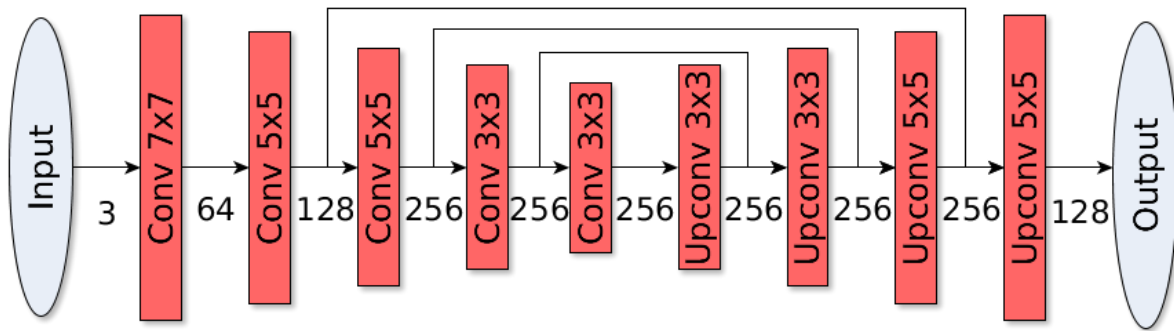 Input
3
Conv 7x7
64
Conv 5x5
128
Conv 5x5
256
Conv 3x3
256
Conv 3x3
256
Upconv 3x3
256
Upconv 3x3
256
Upconv 5x5
256
Upconv 5x5
128
Output